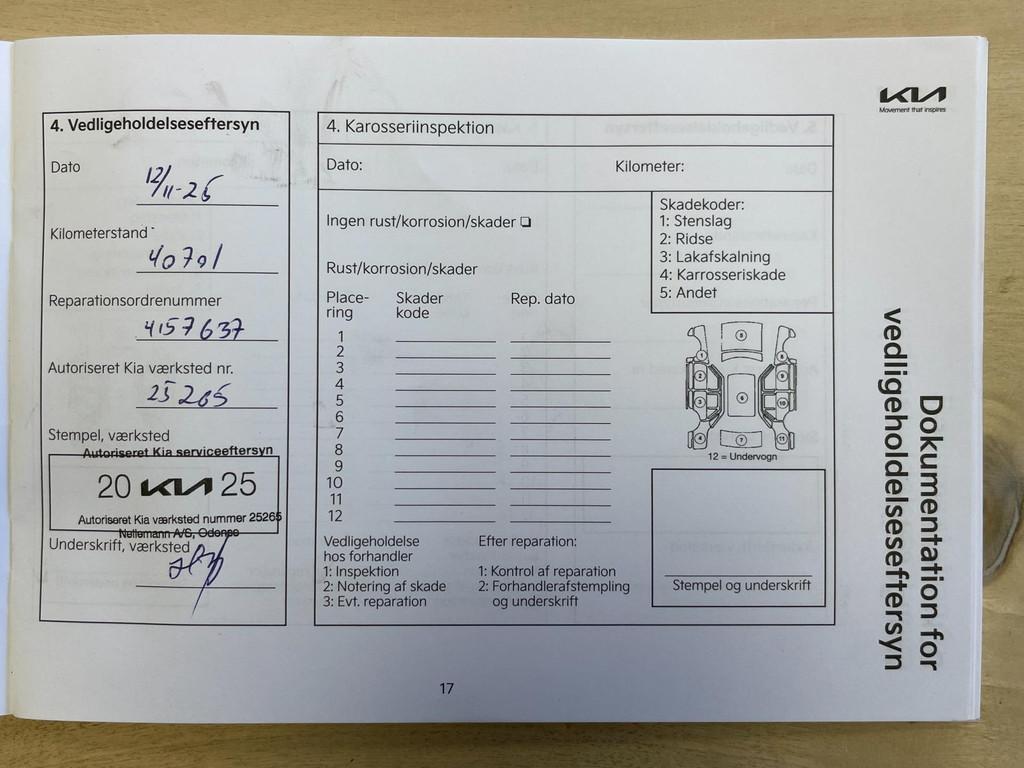 KIA
Movement that inspires
Dokumentation for
vedligeholdelseseftersyn
4. Vedligeholdelseseftersyn
Dato
12/11-25
Kilometerstand
40701
Reparationsordrenummer
4157637
Autoriseret Kia værksted nr.
25265
Stempel, værksted
Autoriseret Kia serviceeftersyn
20 KIA 25
Autoriseret Kia værksted nummer 25265
Nellemann A/S, Odense
Underskrift, værksted
4. Karosseriinspektion
Dato: Kilometer:
Ingen rust/korrosion/skader ❏
Rust/korrosion/skader
Place-
ring
Skader
kode
Rep. dato
1
2
3
4
5
6
7
8
9
10
11
12
Skadekoder:
1: Stenslag
2: Ridse
3: Lakafskalning
4: Karrosseriskade
5: Andet
12 = Undervogn
Vedligeholdelse
hos forhandler
1: Inspektion
2: Notering af skade
3: Evt. reparation
Efter reparation:
1: Kontrol af reparation
2: Forhandlerafstempling
og underskrift
Stempel og underskrift
17